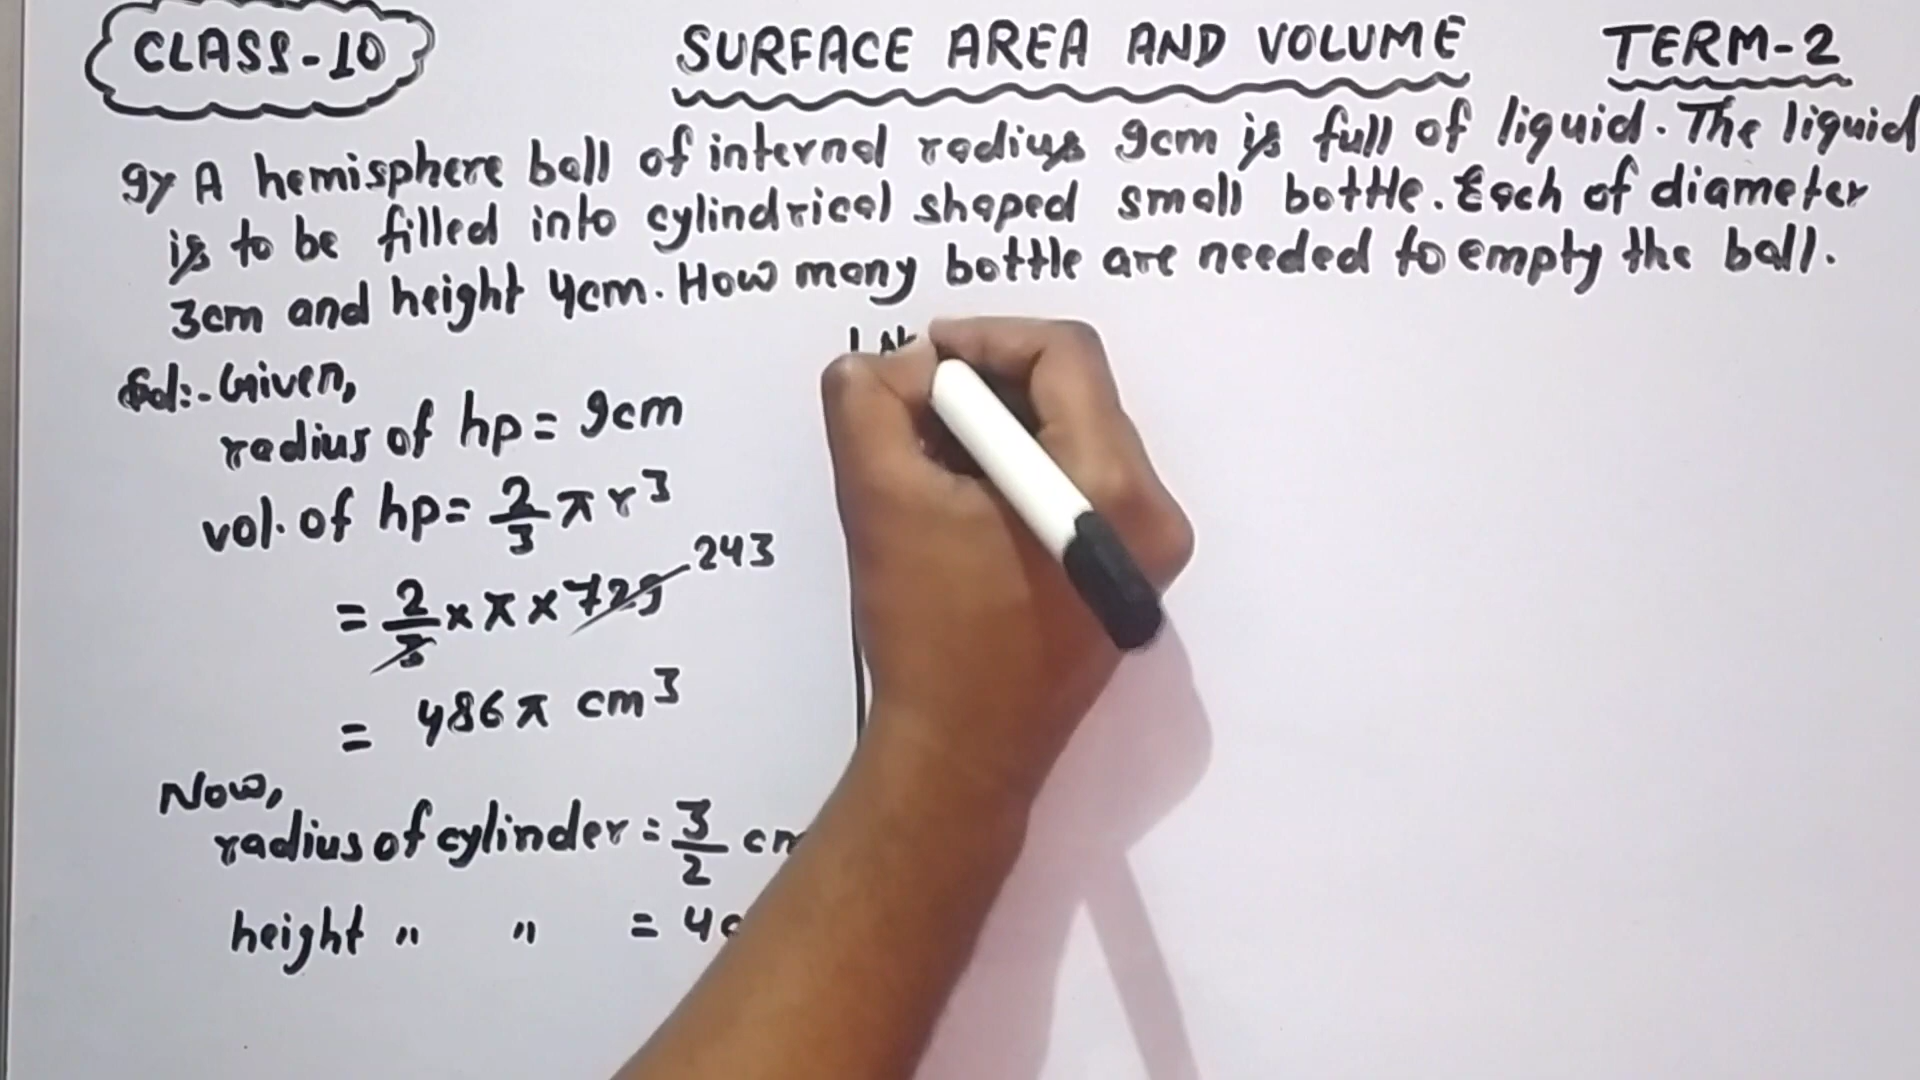 CLASS-10
SURFACE AREA AND VOLUME
TERM-2
9) A hemisphere ball of internal radius 9cm is full of liquid. The liquid
is to be filled into cylindrical shaped small bottle. Each of diameter
3cm and height 4cm. How many bottle are needed to empty the ball.
Sol:- Given,
radius of hp = 9cm
vol. of hp = 2/3 π r³
= 2/3 × π × 729 243
= 486 π cm³
Now,
radius of cylinder = 3/2 cm
height " " = 4c